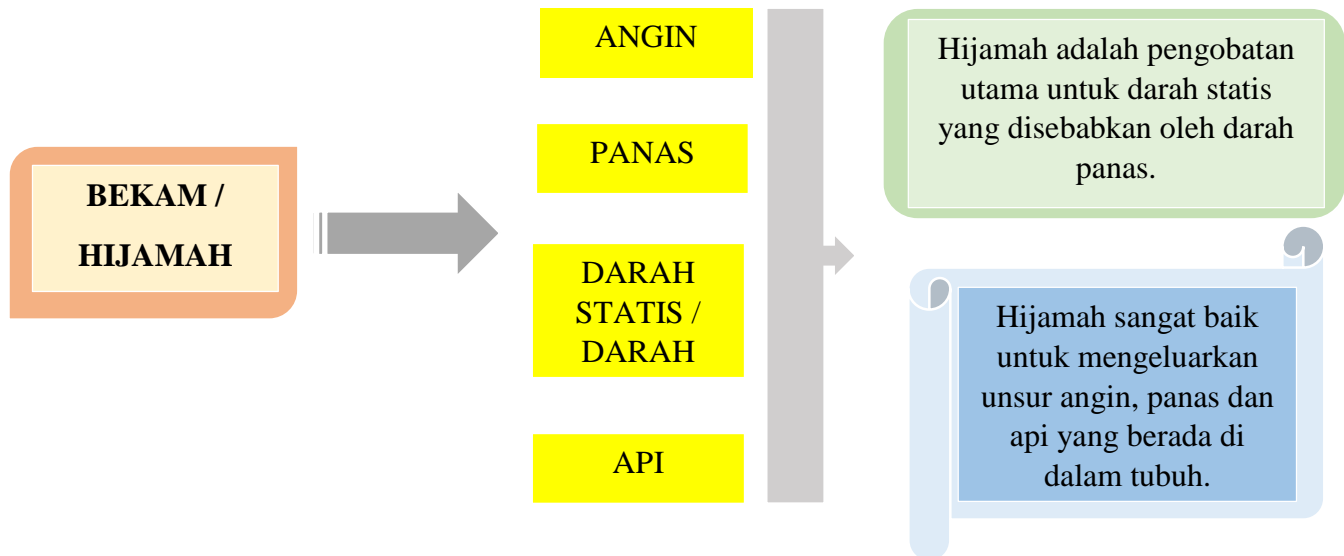 BEKAM /
HIJAMAH
ANGIN
PANAS
DARAH
STATIS /
DARAH
API
Hijamah adalah pengobatan
utama untuk darah statis
yang disebabkan oleh darah
panas.
Hijamah sangat baik
untuk mengeluarkan
unsur angin, panas dan
api yang berada di
dalam tubuh.